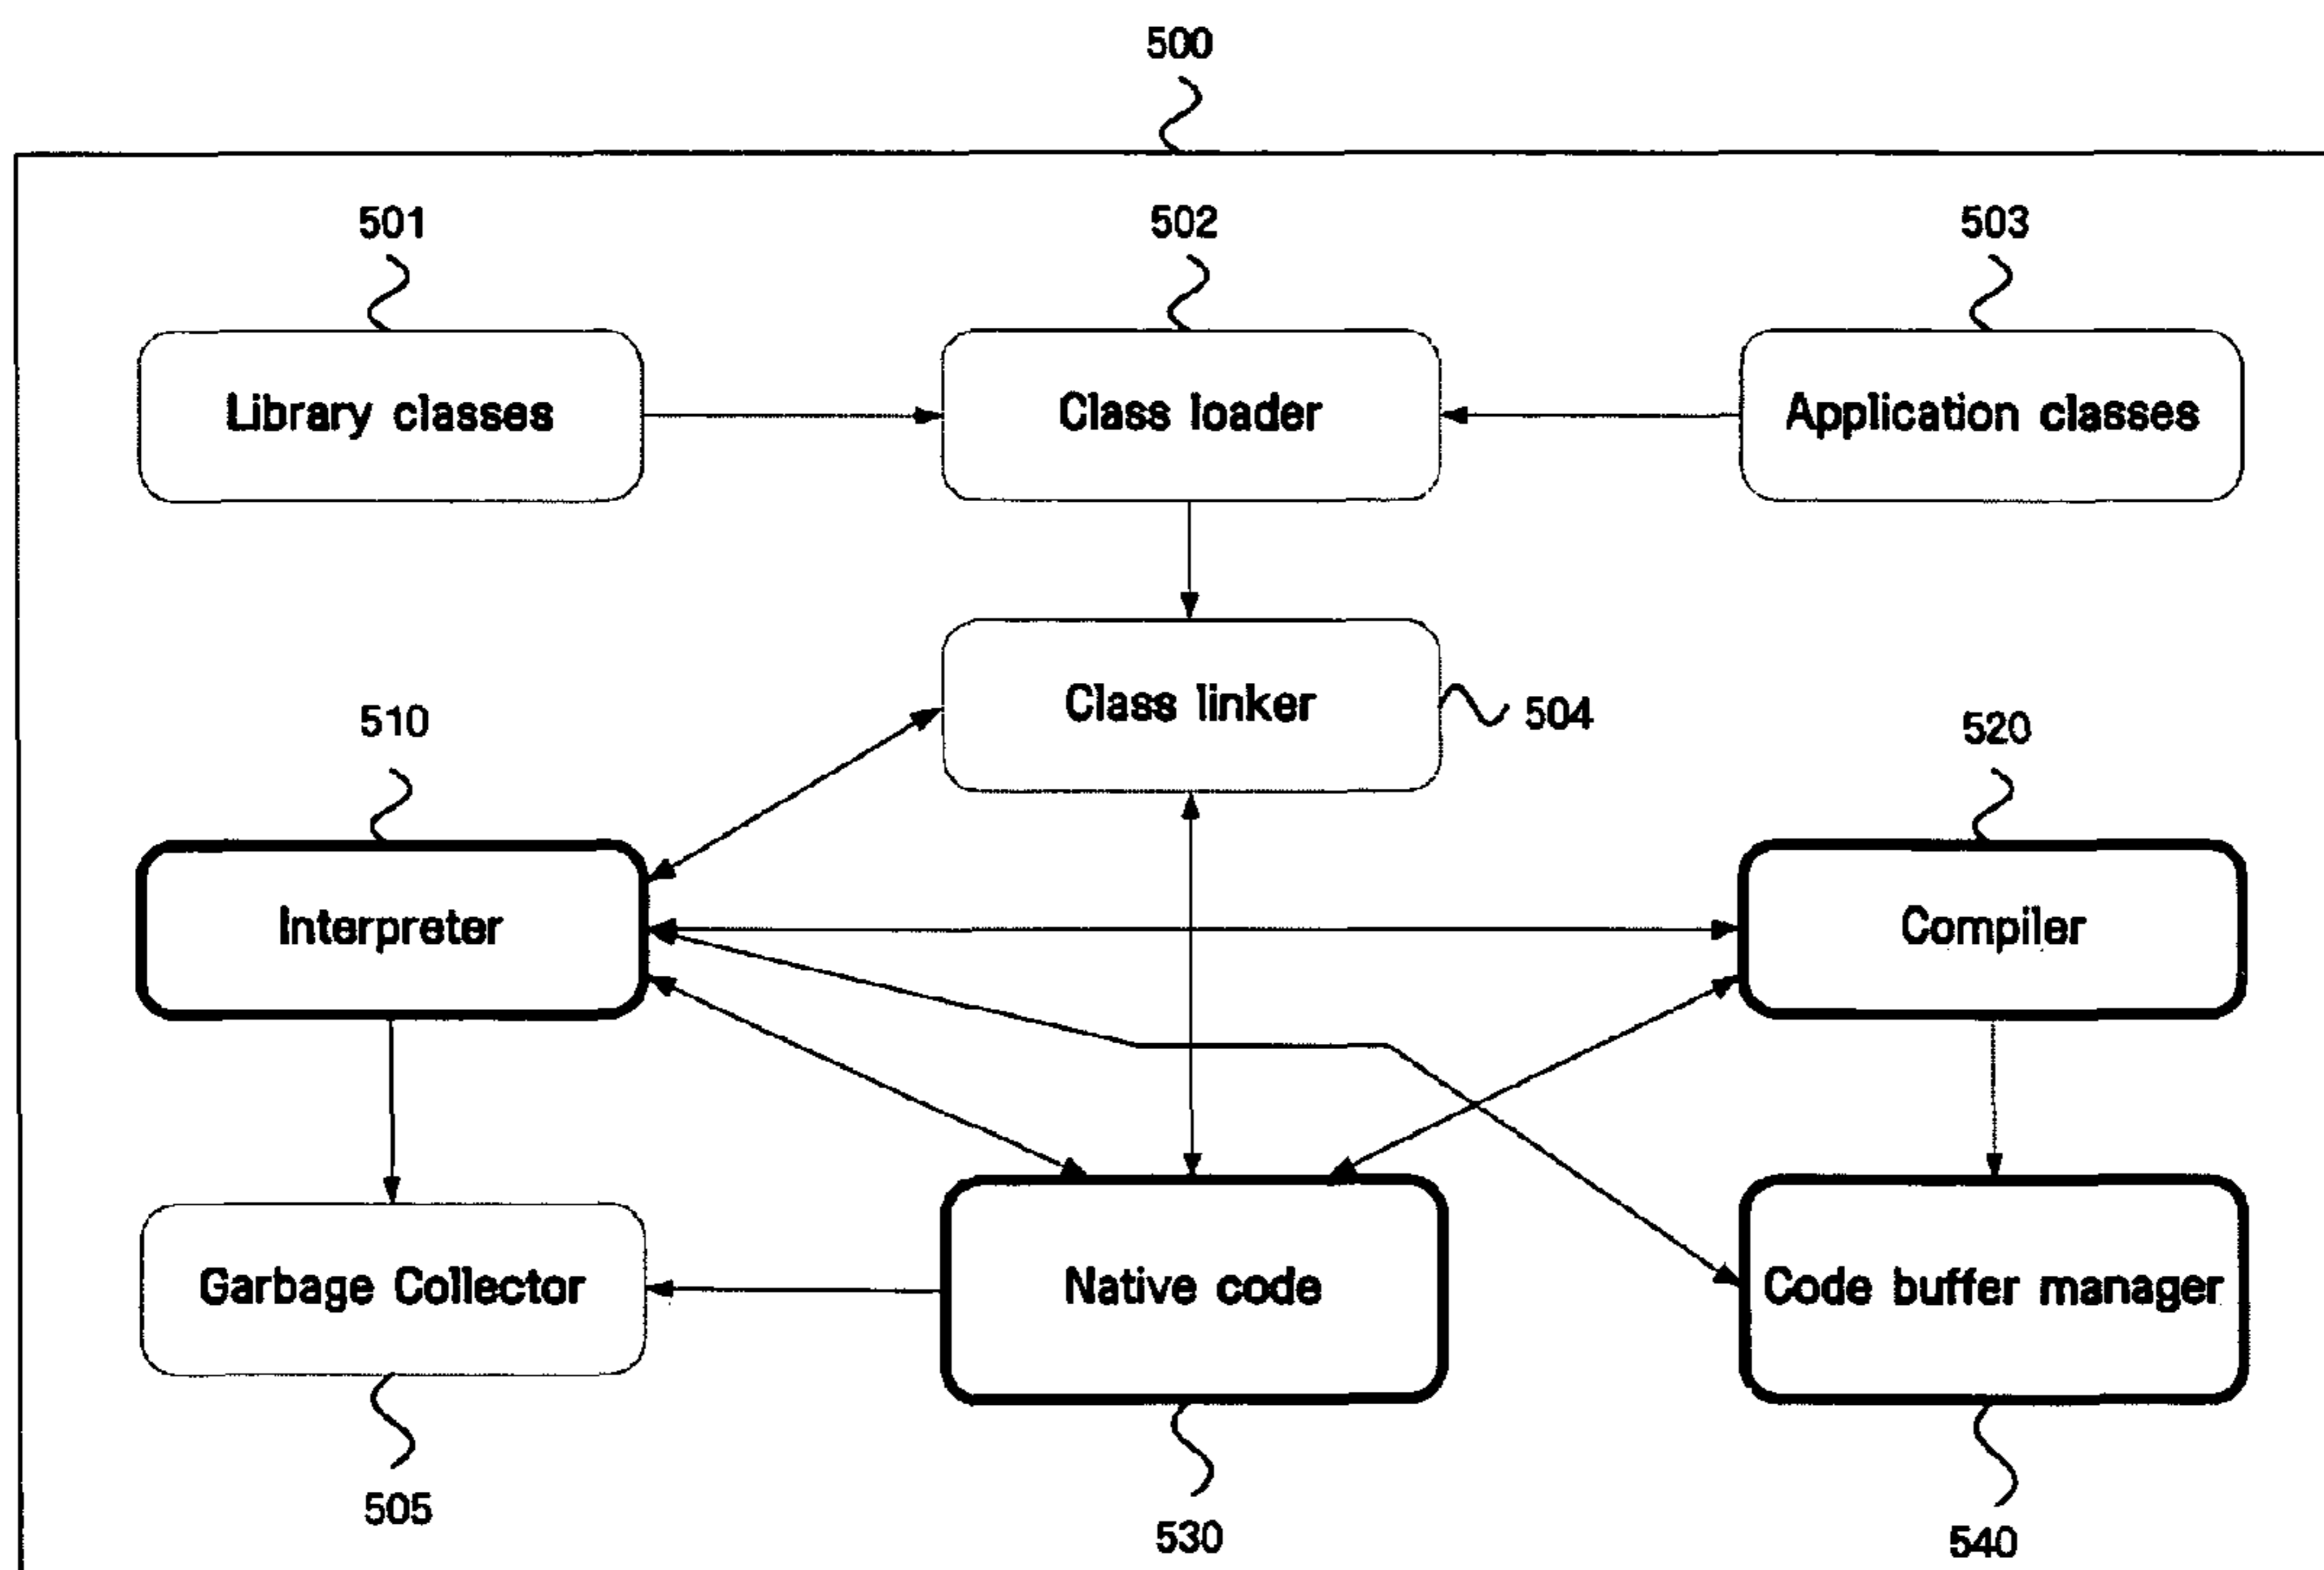 500
501
502
503
Library classes
Class loader
Application classes
Class linker
504
510
520
Interpreter
Compiler
Garbage Collector
Native code
Code buffer manager
505
530
540